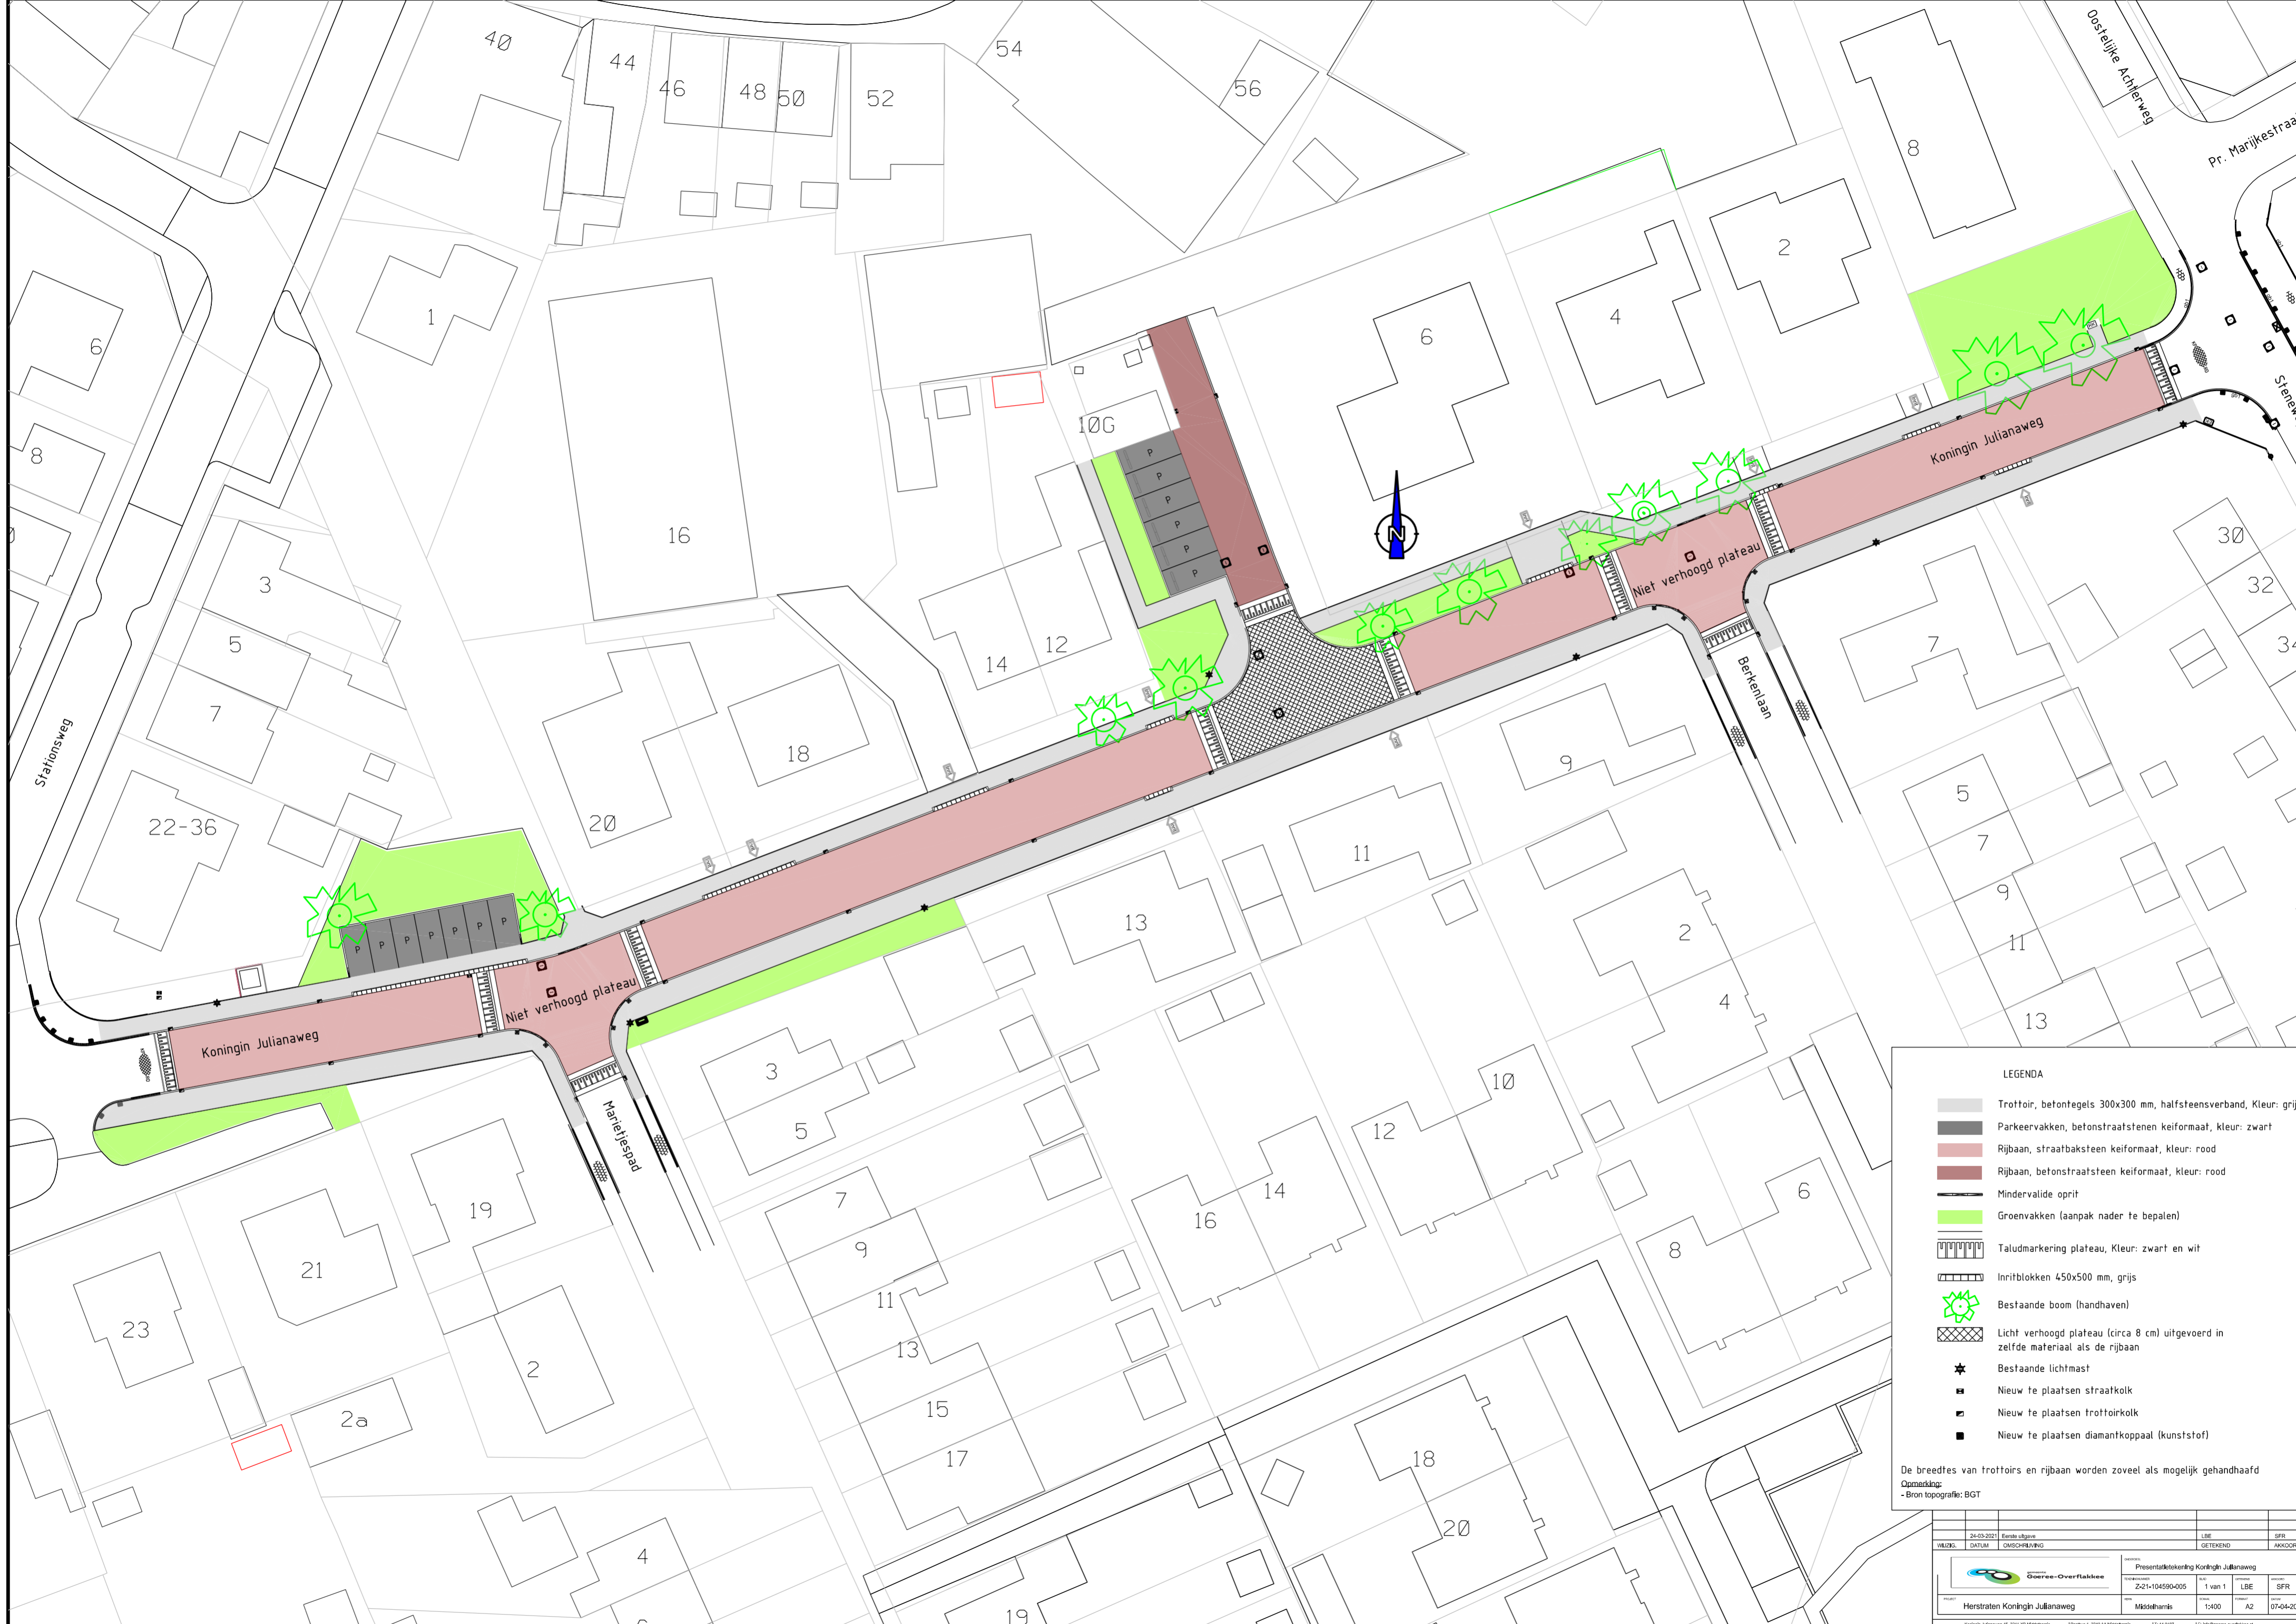 40
44
46
48
50
52
54
56
8
2
4
6
1
6
8
16
10G
3
5
7
14
12
18
20
22-36
30
32
7
9
11
13
5
7
9
11
13
2
4
3
5
7
9
11
13
15
17
19
21
23
2
2a
4
16
14
12
10
8
6
18
20
19
Oostelijke Achterweg
Pr. Marijkestraa
Stenew
Stationsweg
Koningin Julianaweg
Niet verhoogd plateau
Marietjespad
Niet verhoogd plateau
Berkenlaan
Koningin Julianaweg
P P P P P P P
P
P
P
P
P
P
N
LEGENDA
Trottoir, betontegels 300x300 mm, halfsteensverband, Kleur: grij
Parkeervakken, betonstraatstenen keiformaat, kleur: zwart
Rijbaan, straatbaksteen keiformaat, kleur: rood
Rijbaan, betonstraatsteen keiformaat, kleur: rood
Mindervalide oprit
Groenvakken (aanpak nader te bepalen)
Taludmarkering plateau, Kleur: zwart en wit
Inritblokken 450x500 mm, grijs
Bestaande boom (handhaven)
Licht verhoogd plateau (circa 8 cm) uitgevoerd in
zelfde materiaal als de rijbaan
Bestaande lichtmast
Nieuw te plaatsen straatkolk
Nieuw te plaatsen trottoirkolk
Nieuw te plaatsen diamantkoppaal (kunststof)
De breedtes van trottoirs en rijbaan worden zoveel als mogelijk gehandhaafd
Opmerking:
- Bron topografie: BGT
24-03-2021 Eerste uitgave LBE SFR
WIJZIG. DATUM OMSCHRIJVING GETEKEND AKKOOR
Goeree-Overflakkee
Presentatietekening Koningin Julianaweg
Z-21-104590-005 1 van 1 LBE SFR
PROJECT
Herstraten Koningin Julianaweg
Middelharnis 1:400 A2 07-04-20